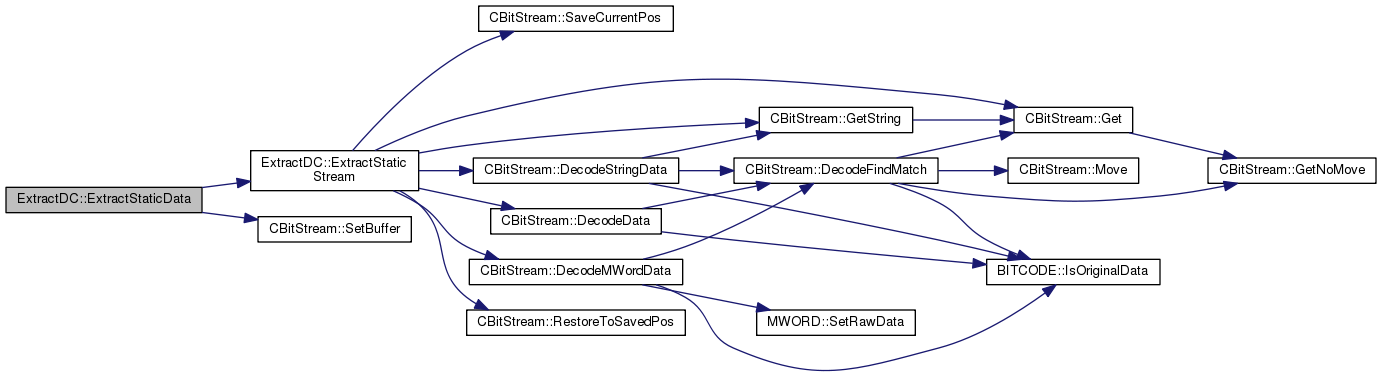 CBitStream::SaveCurrentPos
CBitStream::GetString
CBitStream::Get
ExtractDC::ExtractStatic
Stream
CBitStream::DecodeStringData
CBitStream::DecodeFindMatch
CBitStream::Move
CBitStream::GetNoMove
ExtractDC::ExtractStaticData
CBitStream::SetBuffer
CBitStream::DecodeData
CBitStream::DecodeMWordData
BITCODE::IsOriginalData
CBitStream::RestoreToSavedPos
MWORD::SetRawData